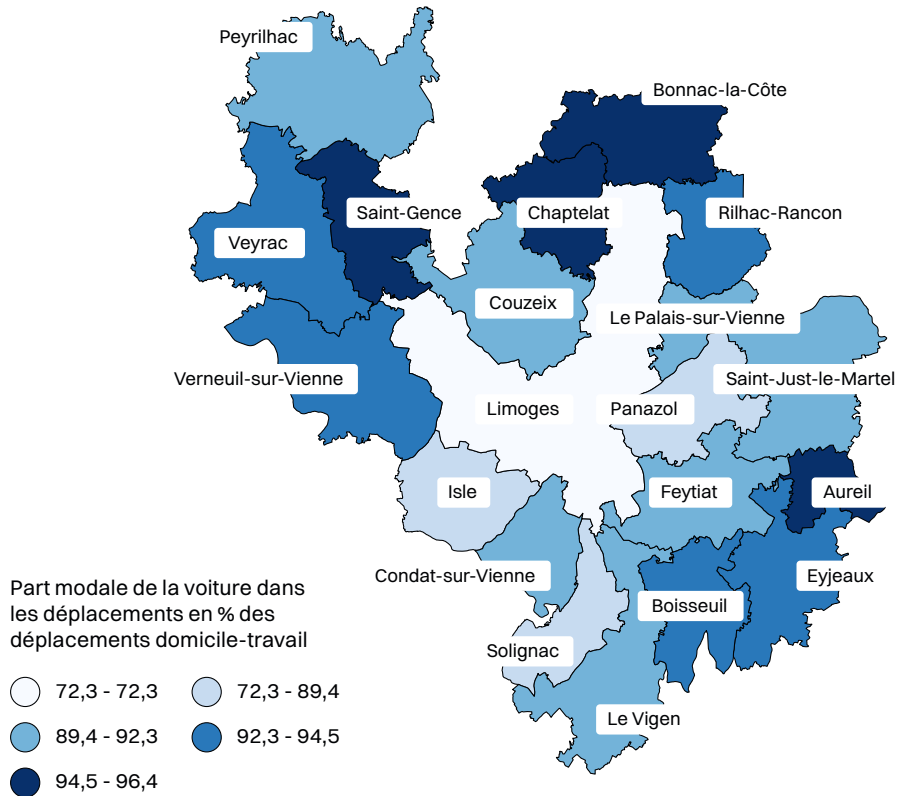 Peyrilhac
Bonnac-la-Côte
Saint-Gence
Chaptelat
Rilhac-Rancon
Veyrac
Couzeix
Le Palais-sur-Vienne
Verneuil-sur-Vienne
Saint-Just-le-Martel
Limoges
Panazol
Isle
Feytiat
Aureil
Condat-sur-Vienne
Eyjeaux
Boisseuil
Solignac
Le Vigen
Part modale de la voiture dans
les déplacements en % des
déplacements domicile-travail
72,3 - 72,3
72,3 - 89,4
89,4 - 92,3
92,3 - 94,5
94,5 - 96,4